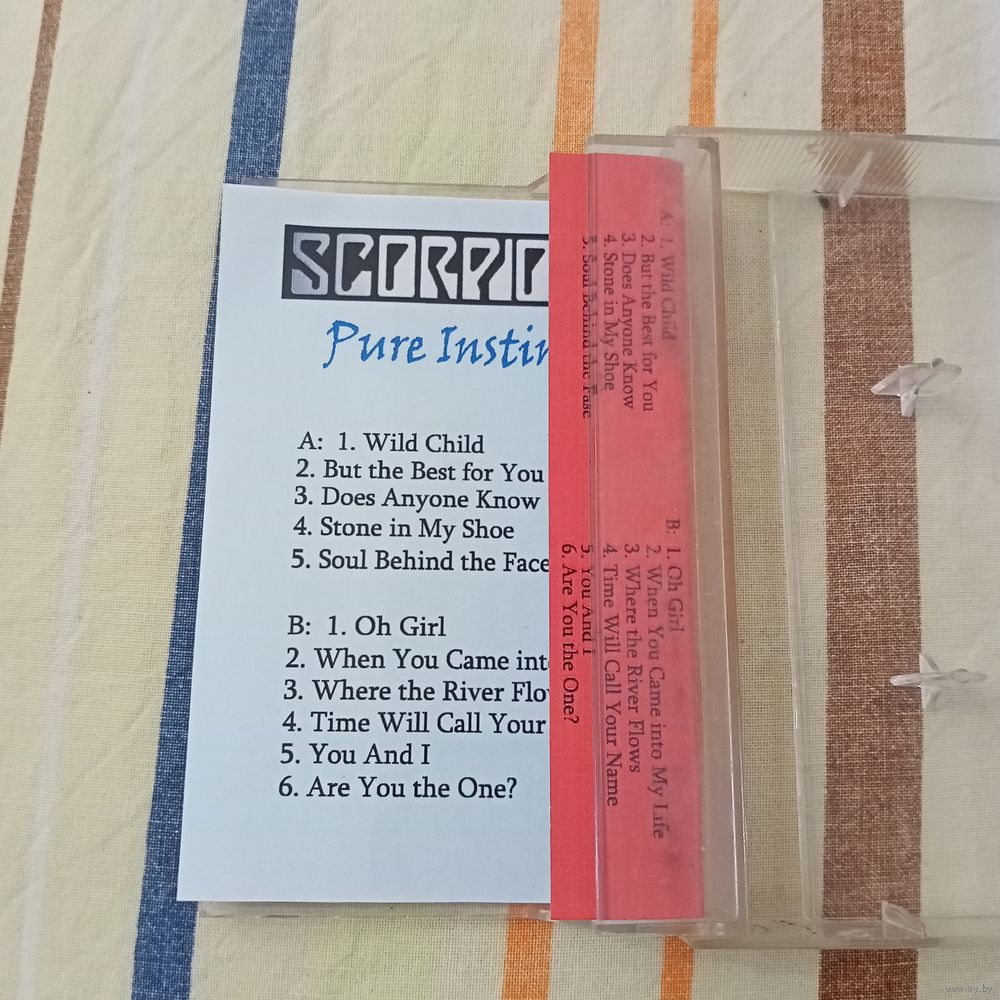 SCORPIO
Pure Instin
A: 1. Wild Child
2. But the Best for You
3. Does Anyone Know
4. Stone in My Shoe
5. Soul Behind the Face
B: 1. Oh Girl
2. When You Came int
3. Where the River Flo
4. Time Will Call Your
5. You And I
6. Are You the One?
A: 1. Wild Child
2. But the Best for You
3. Does Anyone Know
4. Stone in My Shoe
5. Soul Behind the Fase
B: 1. Oh Girl
2. When You Came into My Life
3. Where the River Flows
4. Time Will Call Your Name
5. You And I
6. Are You the One?
www.ay.by